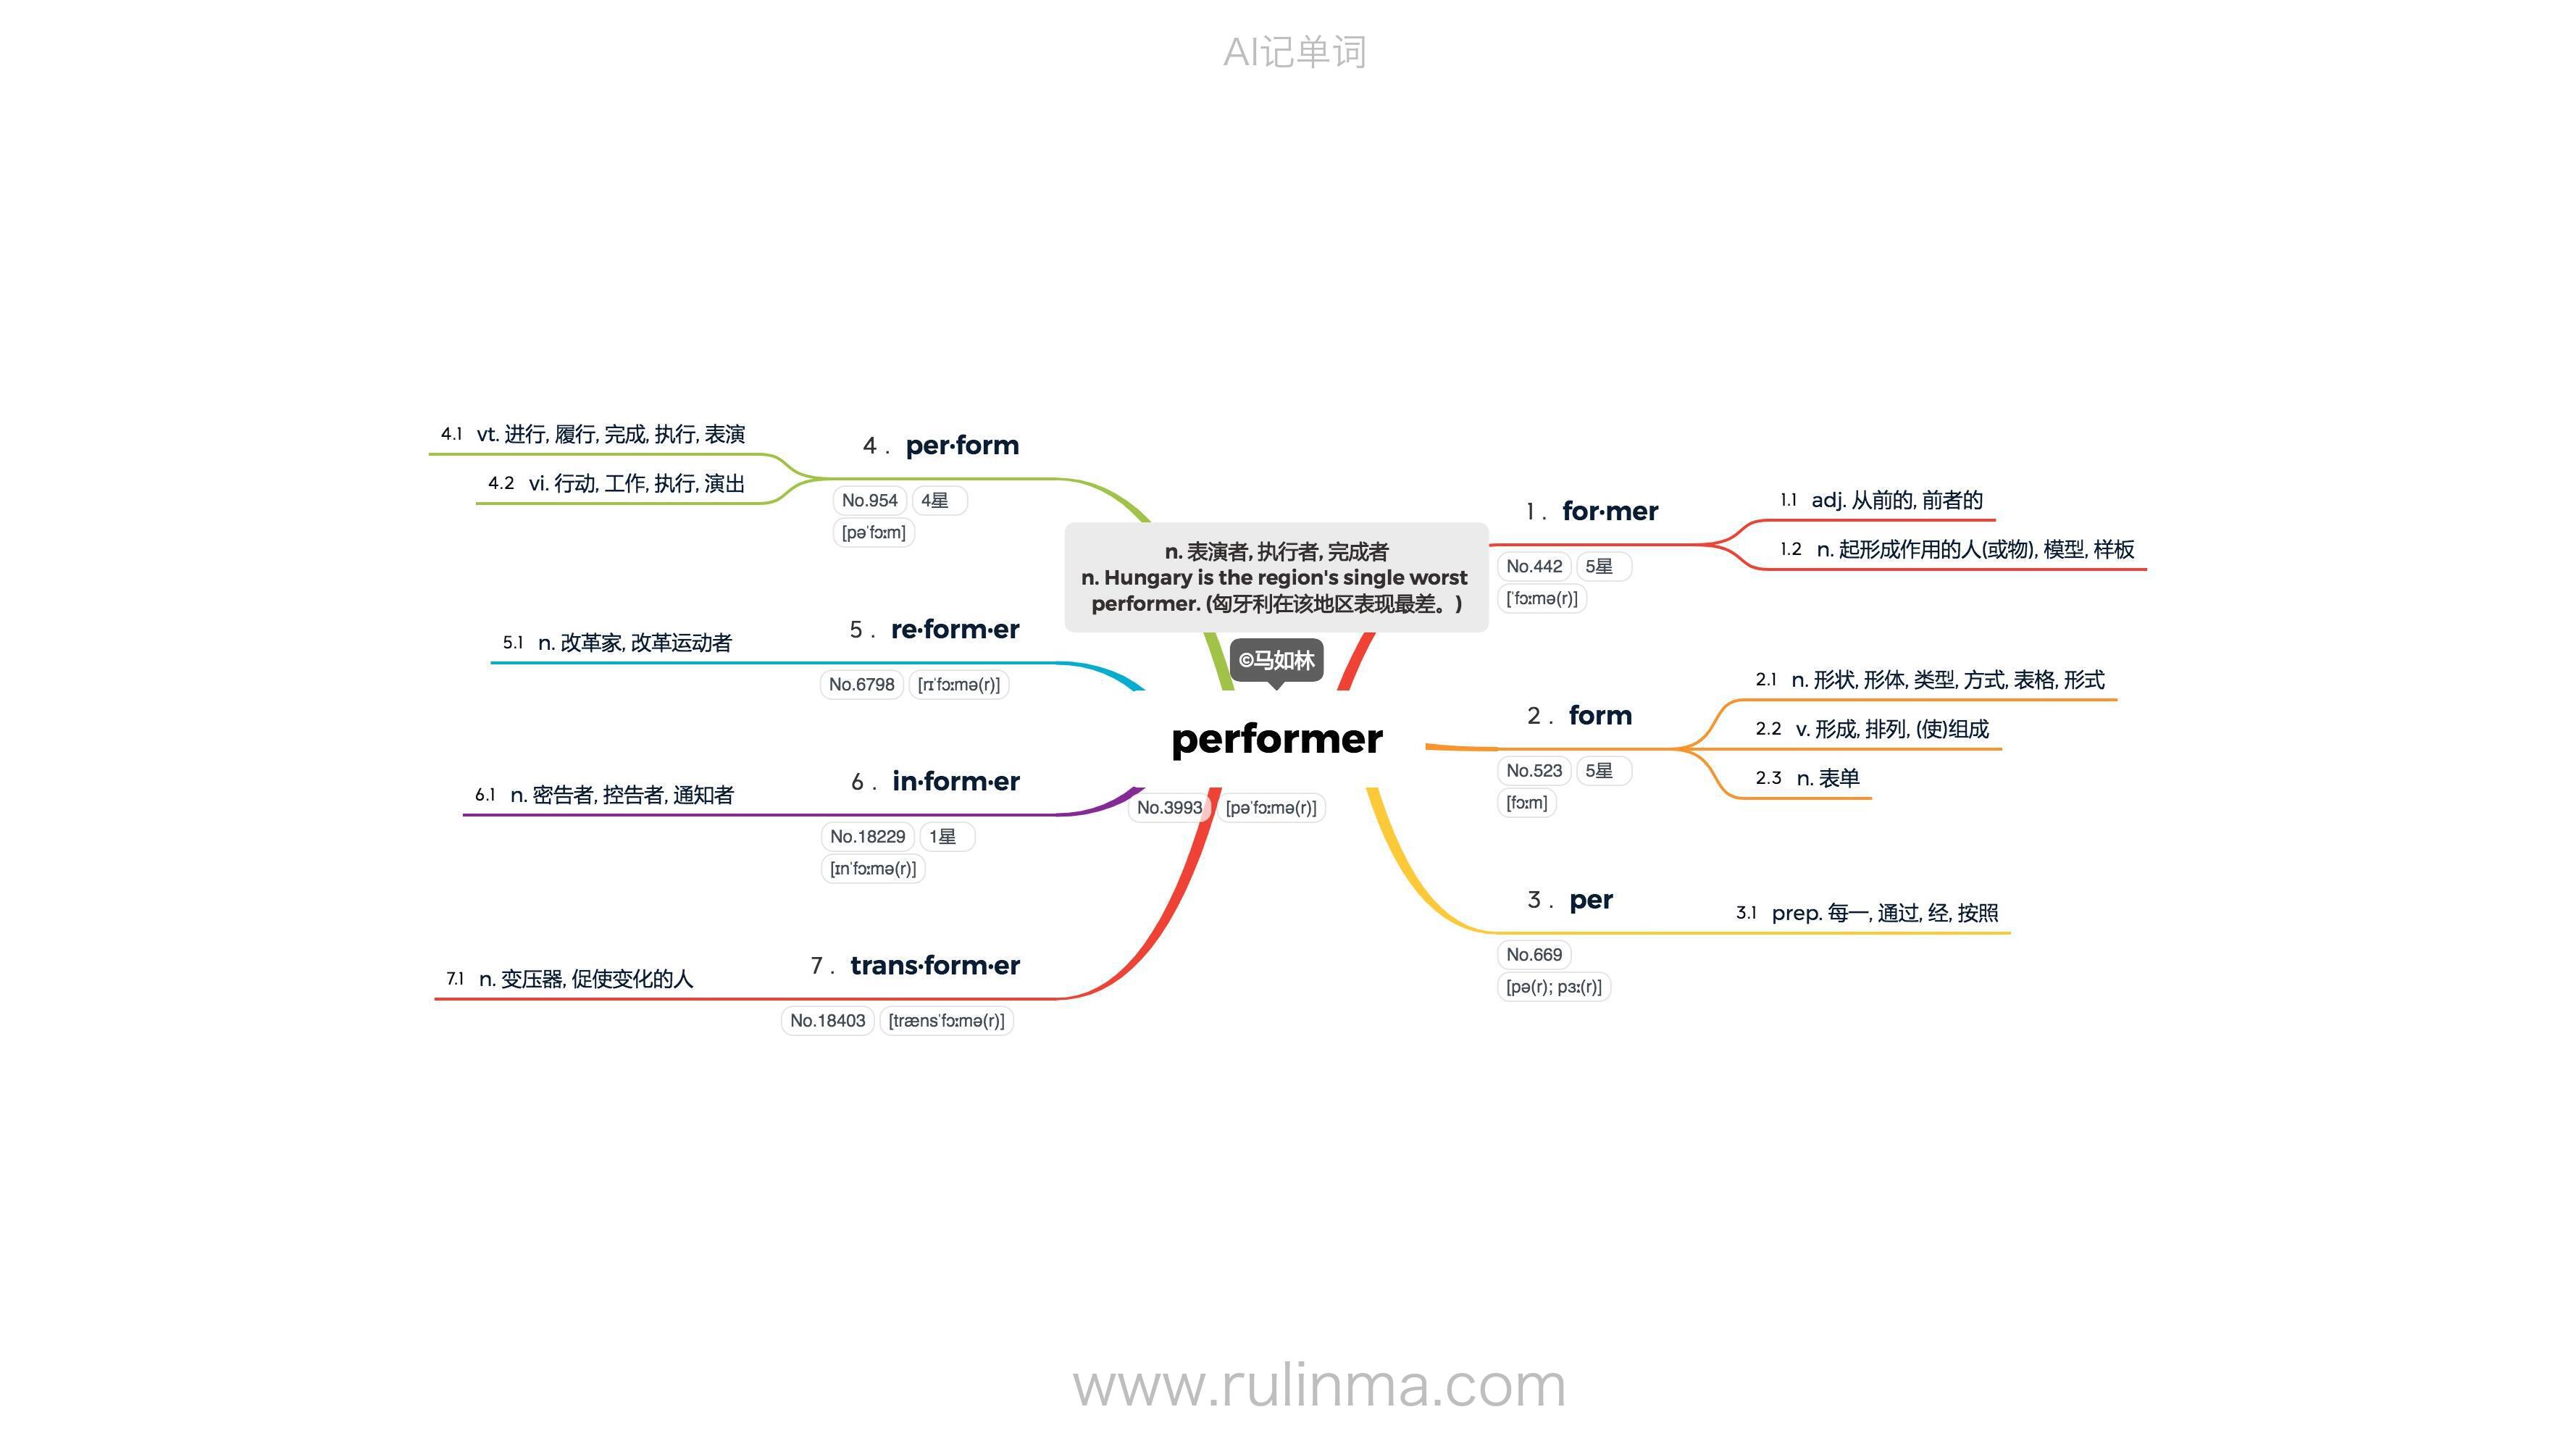 AI记单词
n. 表演者, 执行者, 完成者
n. Hungary is the region's single worst
performer. (匈牙利在该地区表现最差。)
©马如林
performer
No.3993 [pəˈfɔːmə(r)]
1 . for·mer
No.442 5星
[ˈfɔːmə(r)]
1.1 adj. 从前的, 前者的
1.2 n. 起形成作用的人(或物), 模型, 样板
2 . form
No.523 5星
[fɔːm]
2.1 n. 形状, 形体, 类型, 方式, 表格, 形式
2.2 v. 形成, 排列, (使)组成
2.3 n. 表单
3 . per
No.669
[pə(r); pɜː(r)]
3.1 prep. 每一, 通过, 经, 按照
4 . per·form
No.954 4星
[pəˈfɔːm]
4.1 vt. 进行, 履行, 完成, 执行, 表演
4.2 vi. 行动, 工作, 执行, 演出
5 . re·form·er
No.6798 [rɪˈfɔːmə(r)]
5.1 n. 改革家, 改革运动者
6 . in·form·er
No.18229 1星
[ɪnˈfɔːmə(r)]
6.1 n. 密告者, 控告者, 通知者
7 . trans·form·er
No.18403 [trænsˈfɔːmə(r)]
7.1 n. 变压器, 促使变化的人
www.rulinma.com